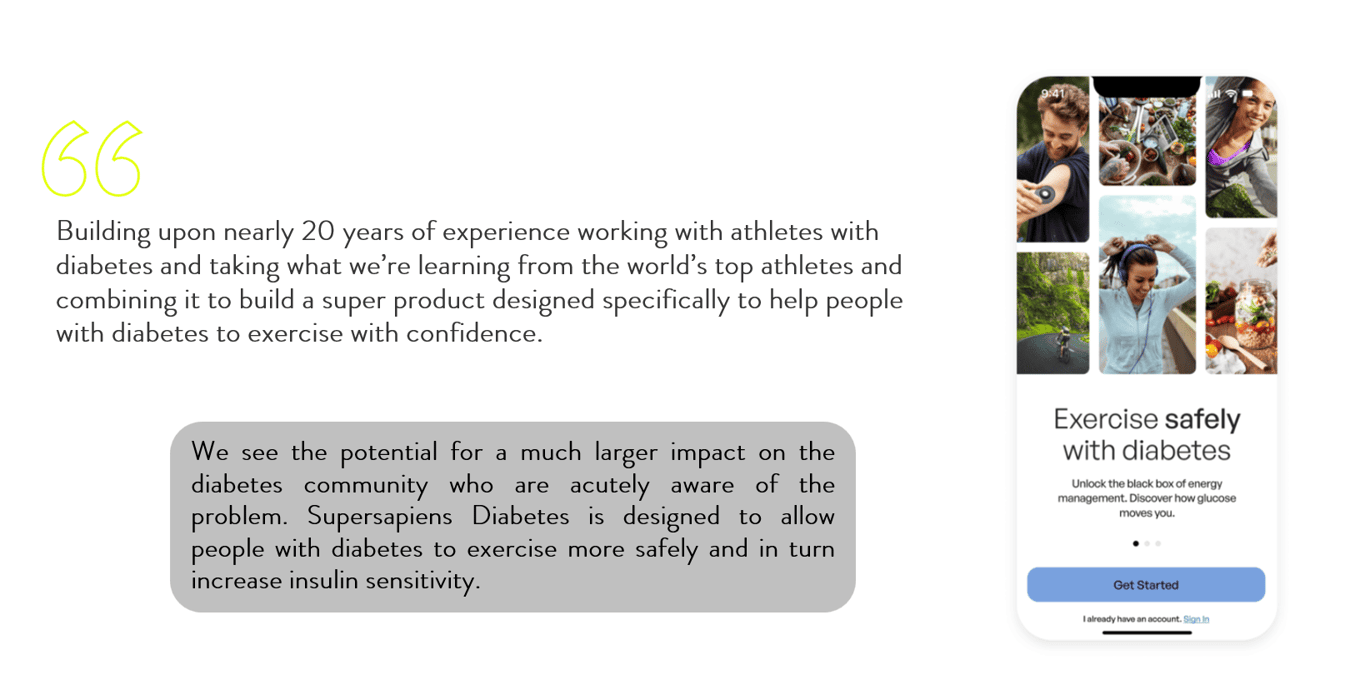 Building upon nearly 20 years of experience working with athletes with
diabetes and taking what we’re learning from the world’s top athletes and
combining it to build a super product designed specifically to help people
with diabetes to exercise with confidence.
We see the potential for a much larger impact on the
diabetes community who are acutely aware of the
problem. Supersapiens Diabetes is designed to allow
people with diabetes to exercise more safely and in turn
increase insulin sensitivity.
9:41
Exercise safely
with diabetes
Unlock the black box of energy
management. Discover how glucose
moves you.
Get Started
I already have an account. Sign In